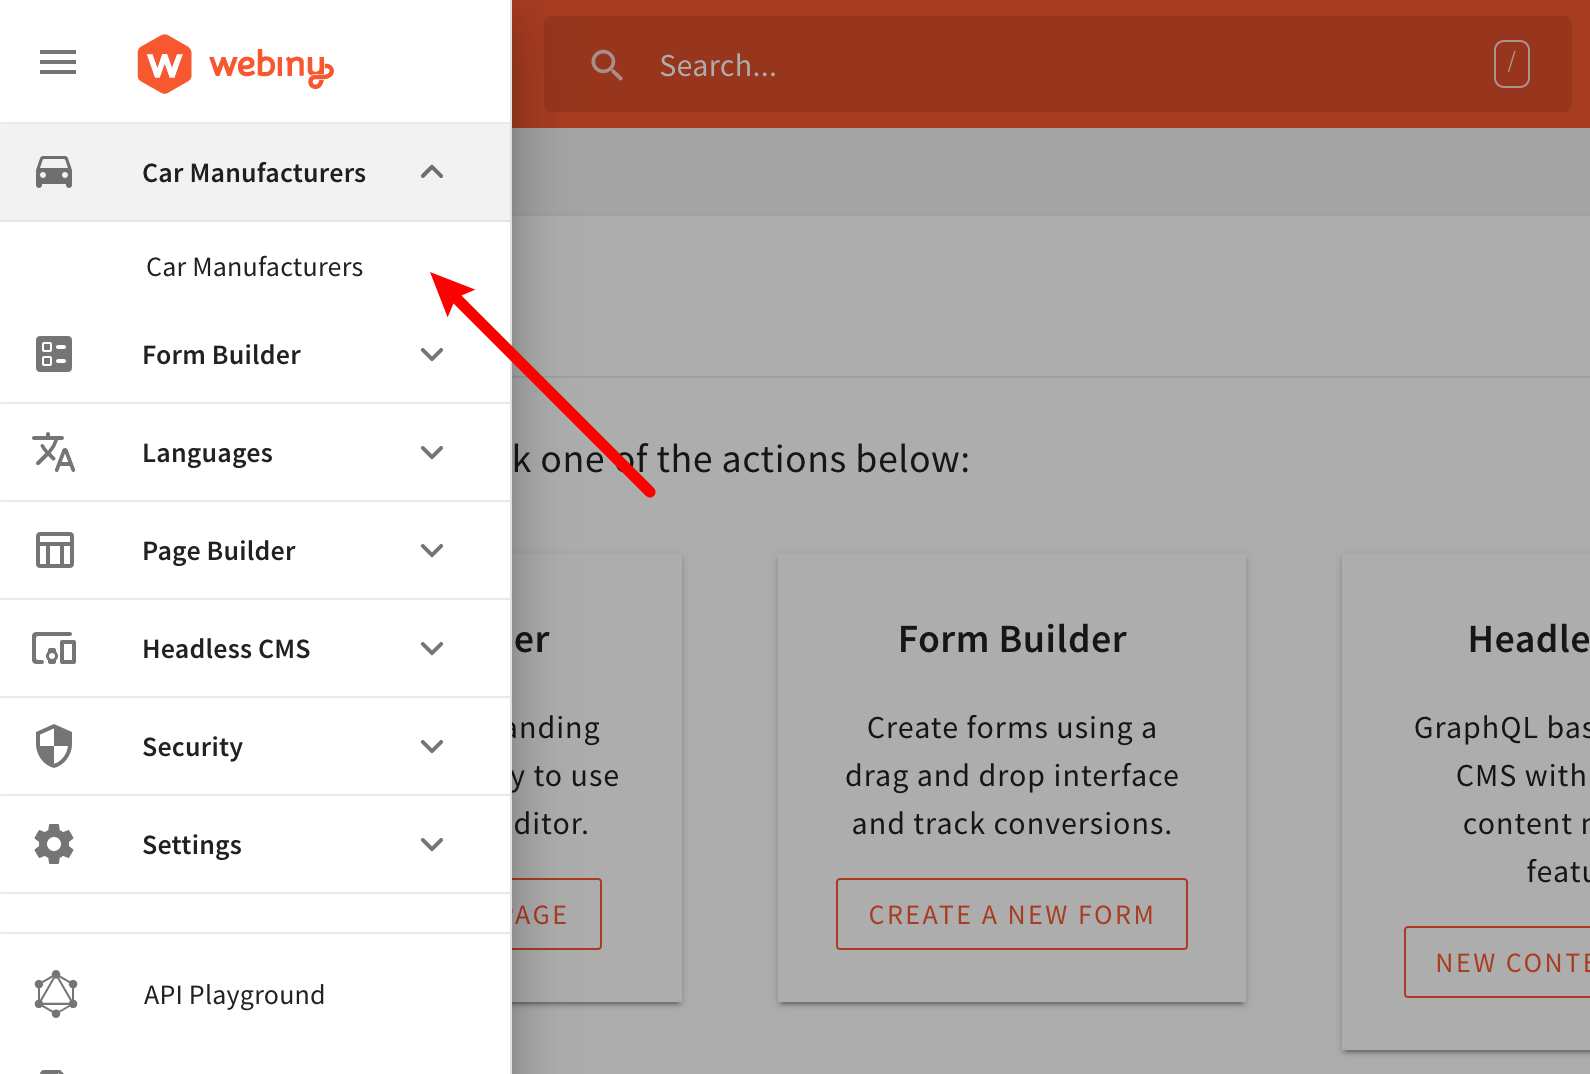 webiny
Search...
/
Car Manufacturers
Car Manufacturers
Form Builder
Languages
Page Builder
Headless CMS
Security
Settings
API Playground
k one of the actions below:
er
anding
y to use
ditor.
PAGE
Form Builder
Create forms using a
drag and drop interface
and track conversions.
CREATE A NEW FORM
Headle
GraphQL bas
CMS with
content
featu
NEW CONTE